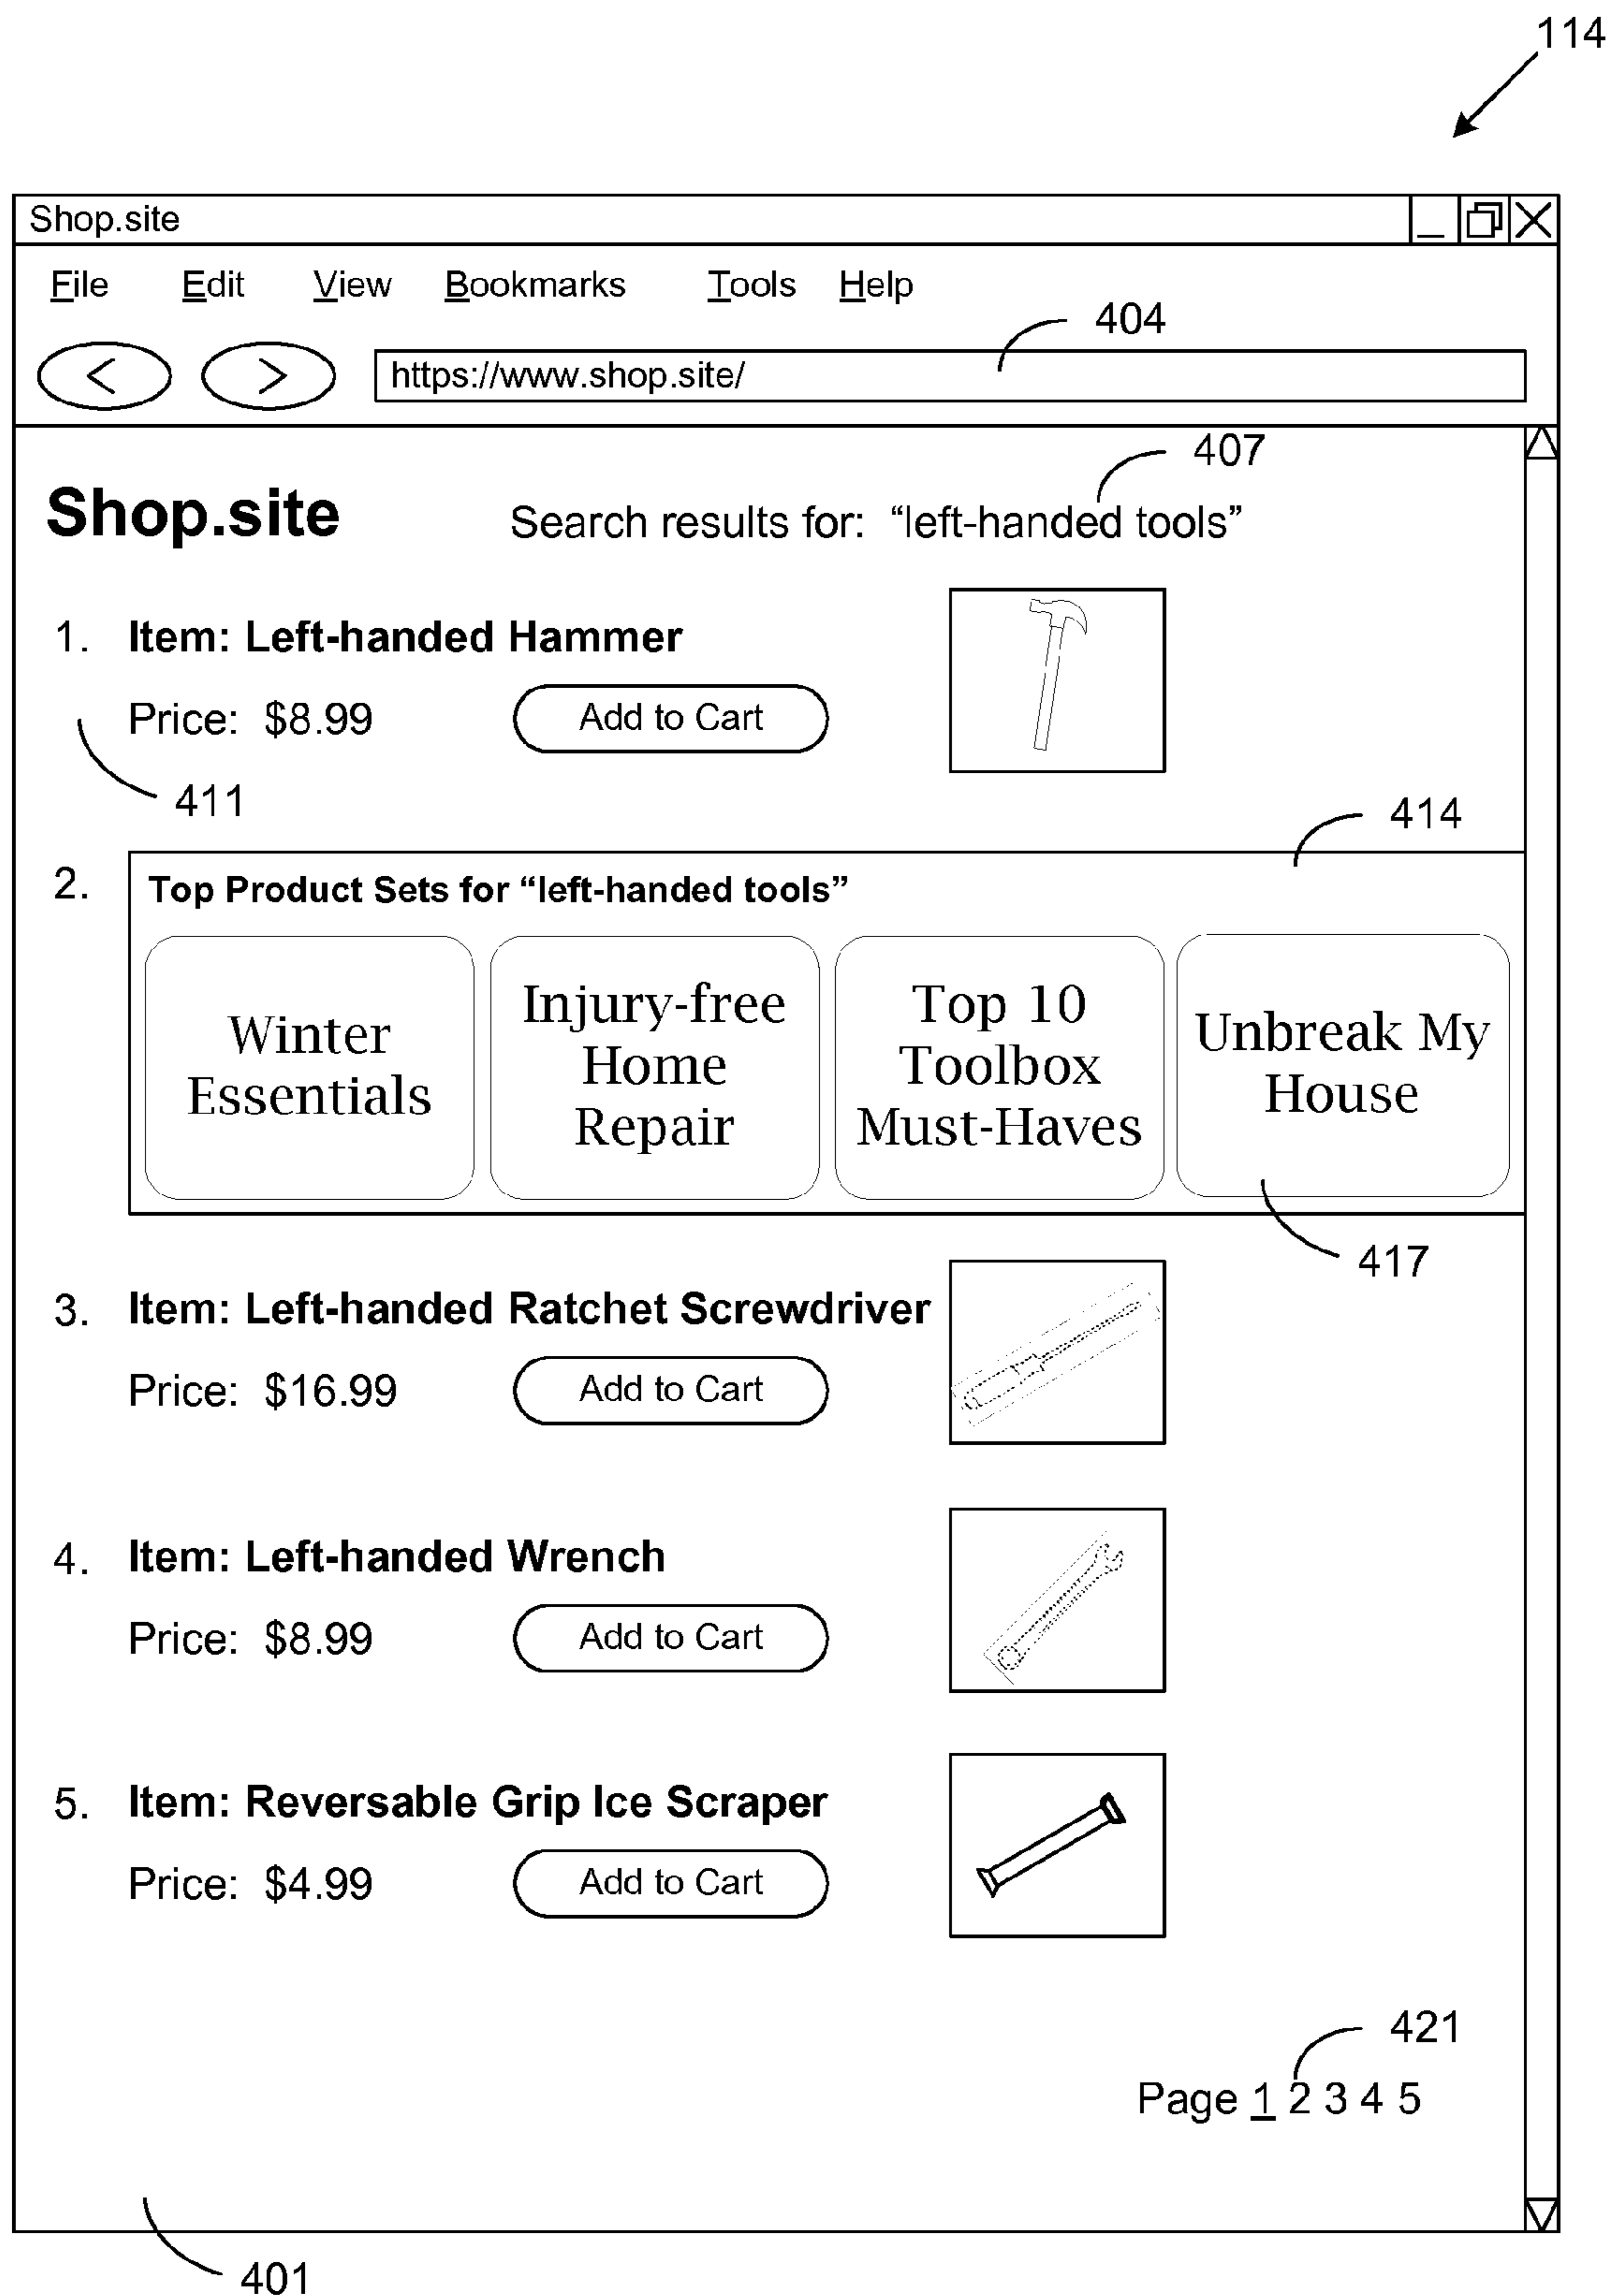 114
Shop.site
File Edit View Bookmarks Tools Help
404
< > https://www.shop.site/
407
Shop.site Search results for: “left-handed tools”
1. Item: Left-handed Hammer
Price: $8.99 Add to Cart
411
414
2. Top Product Sets for “left-handed tools”
Winter
Essentials
Injury-free
Home
Repair
Top 10
Toolbox
Must-Haves
Unbreak My
House
417
3. Item: Left-handed Ratchet Screwdriver
Price: $16.99 Add to Cart
4. Item: Left-handed Wrench
Price: $8.99 Add to Cart
5. Item: Reversable Grip Ice Scraper
Price: $4.99 Add to Cart
421
Page 1 2 3 4 5
401